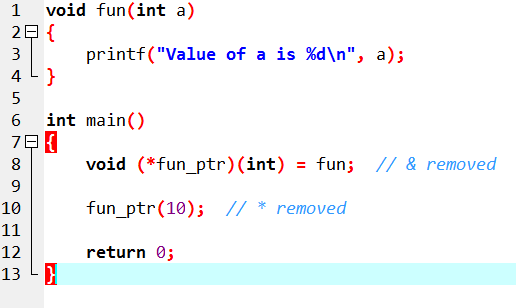 1 void fun(int a)
2 {
3 printf("Value of a is %d\n", a);
4 }
5
6 int main()
7 {
8 void (*fun_ptr)(int) = fun; // & removed
9
10 fun_ptr(10); // * removed
11
12 return 0;
13 }